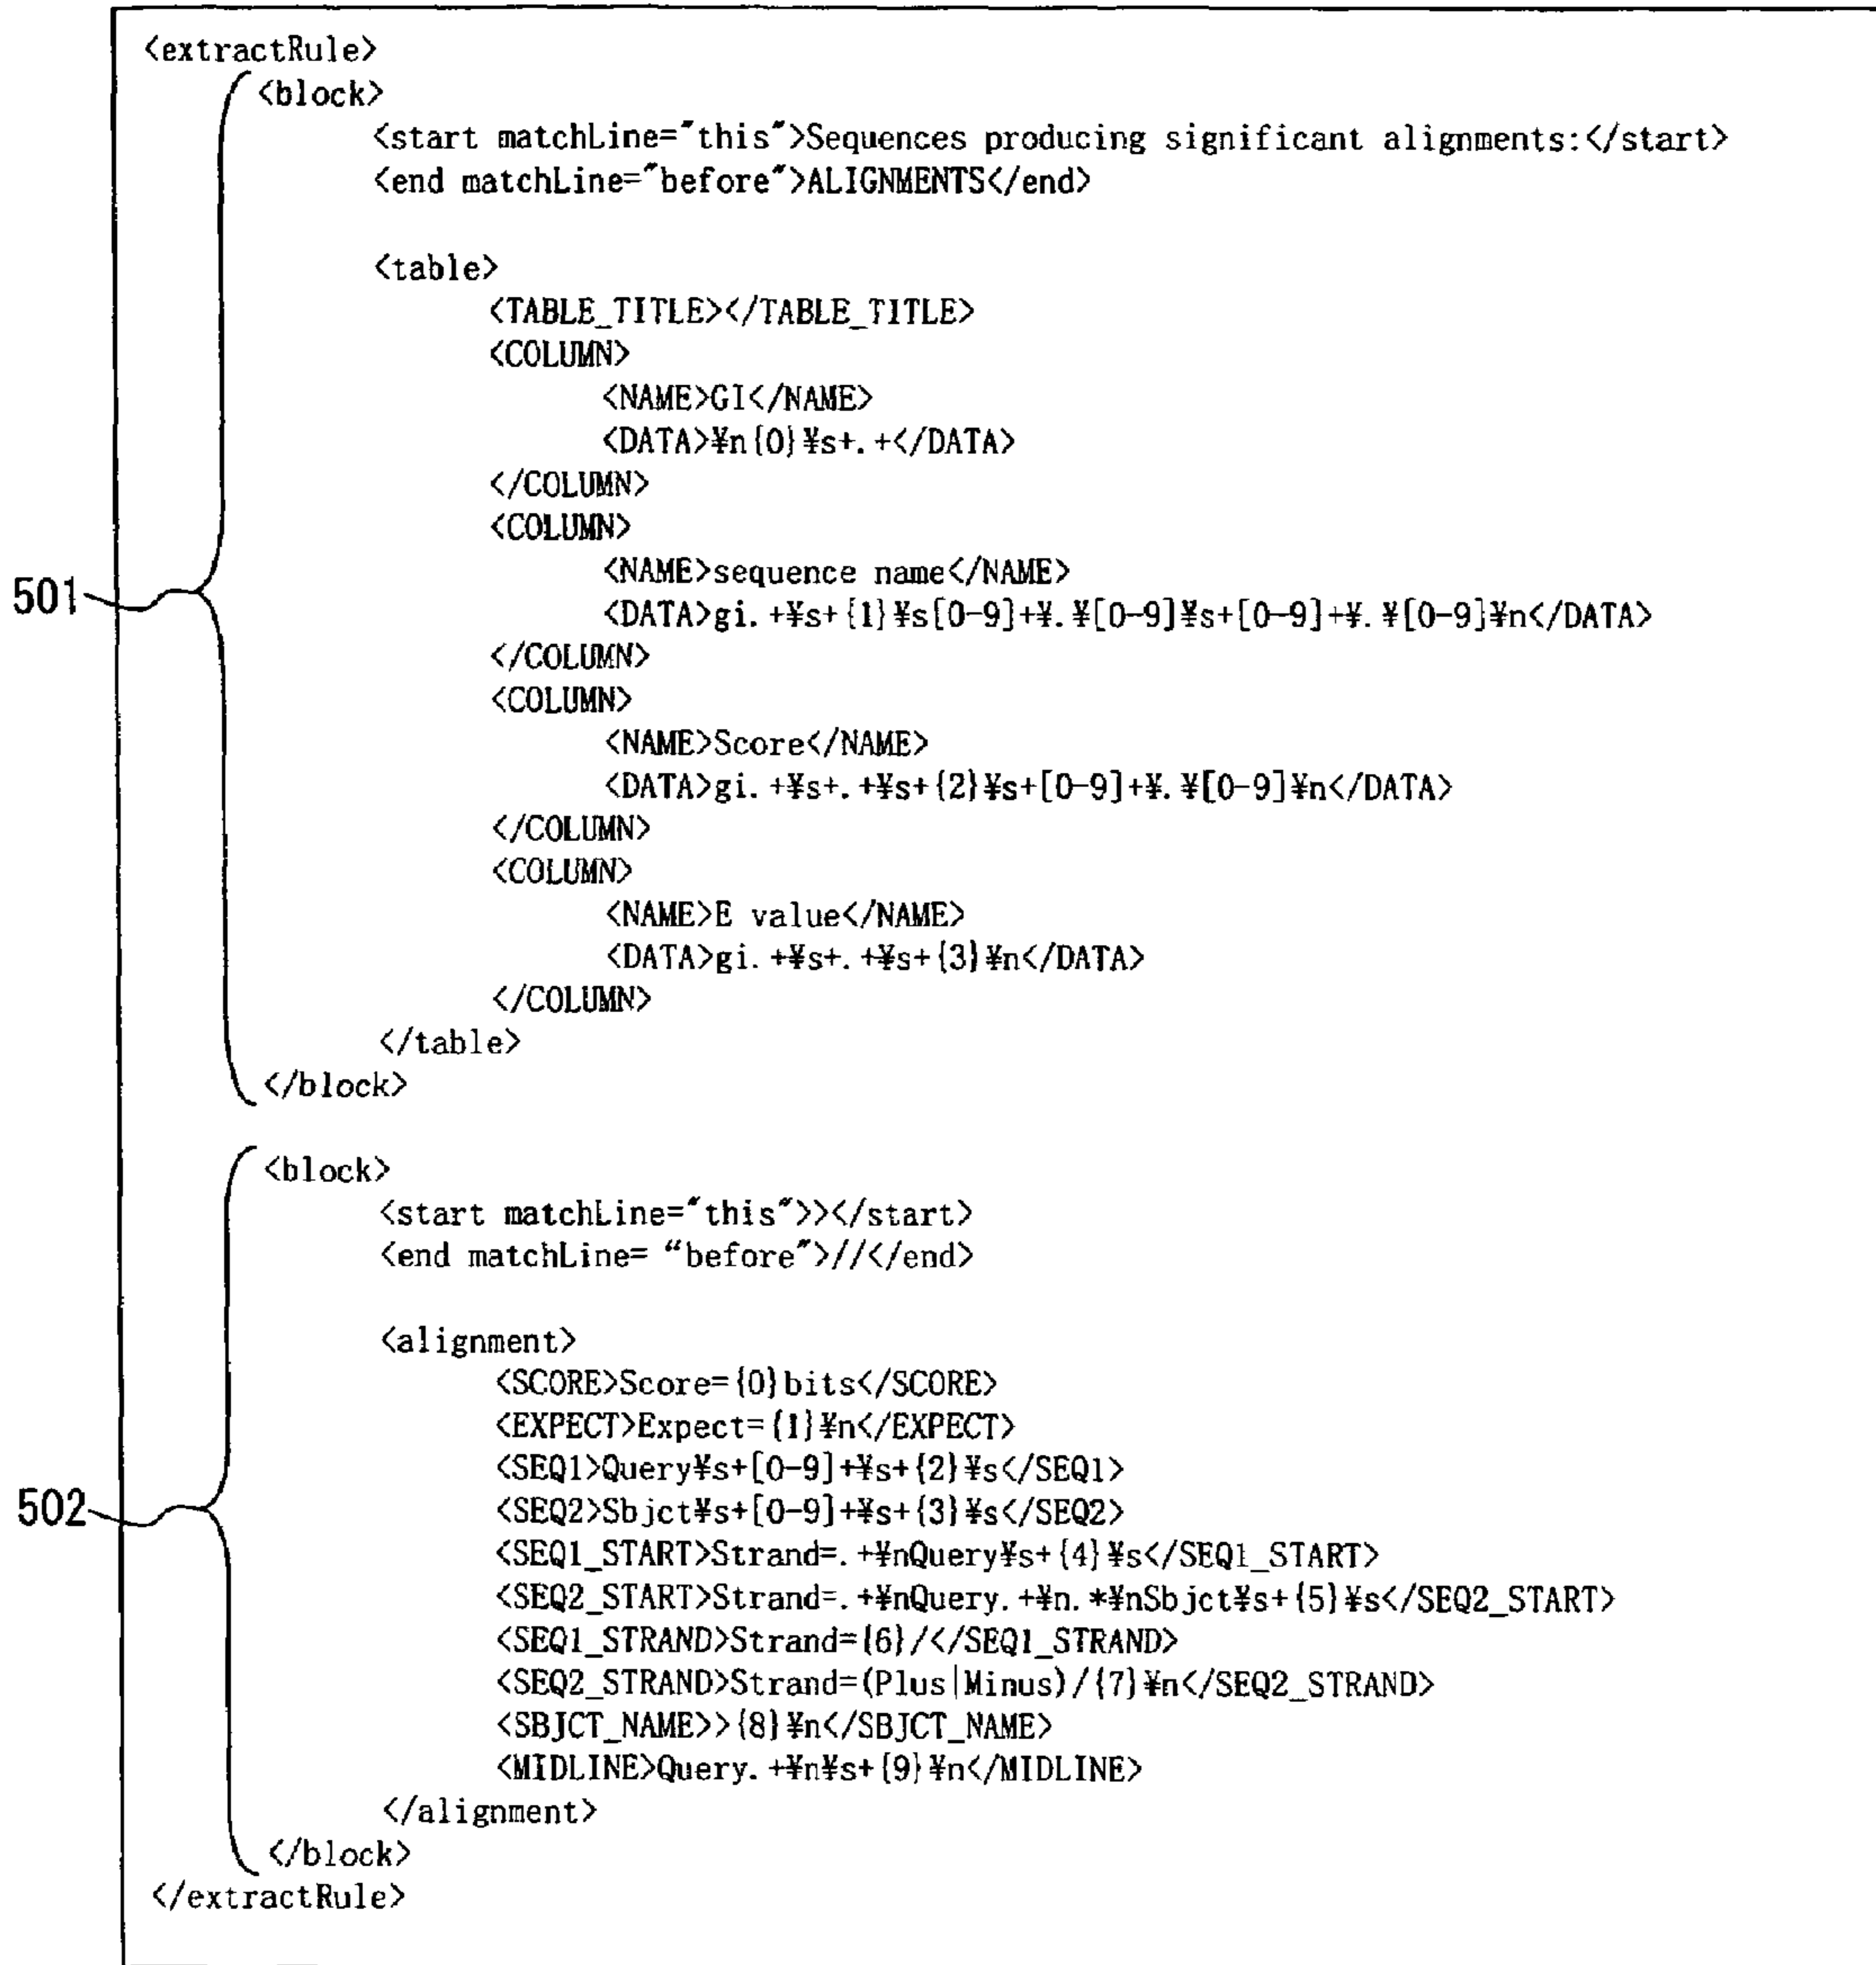 <extractRule>
<block>
<start matchLine="this">Sequences producing significant alignments:</start>
<end matchLine="before">ALIGNMENTS</end>
<table>
<TABLE_TITLE></TABLE_TITLE>
<COLUMN>
<NAME>GI</NAME>
<DATA>¥n{0}¥s+.+</DATA>
</COLUMN>
<COLUMN>
501
<NAME>sequence name</NAME>
<DATA>gi.+¥s+{1}¥s[0-9]+¥.¥[0-9]¥s+[0-9]+¥.¥[0-9]¥n</DATA>
</COLUMN>
<COLUMN>
<NAME>Score</NAME>
<DATA>gi.+¥s+.+¥s+{2}¥s+[0-9]+¥.¥[0-9]¥n</DATA>
</COLUMN>
<COLUMN>
<NAME>E value</NAME>
<DATA>gi.+¥s+.+¥s+{3}¥n</DATA>
</COLUMN>
</table>
</block>
<block>
<start matchLine="this">></start>
<end matchLine= "before">//</end>
<alignment>
<SCORE>Score={0}bits</SCORE>
<EXPECT>Expect={1}¥n</EXPECT>
<SEQ1>Query¥s+[0-9]+¥s+{2}¥s</SEQ1>
502
<SEQ2>Sbjct¥s+[0-9]+¥s+{3}¥s</SEQ2>
<SEQ1_START>Strand=.+¥nQuery¥s+{4}¥s</SEQ1_START>
<SEQ2_START>Strand=.+¥nQuery.+¥n.*¥nSbjct¥s+{5}¥s</SEQ2_START>
<SEQ1_STRAND>Strand={6}/</SEQ1_STRAND>
<SEQ2_STRAND>Strand=(Plus|Minus)/{7}¥n</SEQ2_STRAND>
<SBJCT_NAME>>{8}¥n</SBJCT_NAME>
<MIDLINE>Query.+¥n¥s+{9}¥n</MIDLINE>
</alignment>
</block>
</extractRule>